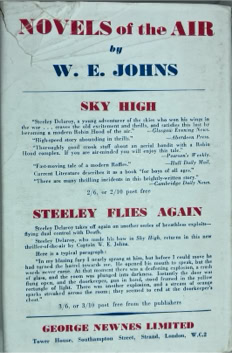 NOVELS of the AIR
by
W. E. JOHNS
SKY HIGH
"Steeley Delaroy, a young adventurer of the skies who won his wings in
the war . . . craves the old excitement and thrills, and satisfies this lust by
becoming a modern Robin Hood of the air."—Glasgow Evening News.
"High-speed story abounding in thrills."—Aberdeen Press.
"Thoroughly good tough stuff about an aerial bandit with a Robin
Hood complex. If you are air-minded you will enjoy this tale."
—Pearson's Weekly.
"Fast-moving tale of a modern Raffles."—Hull Daily Mail.
Current Literature describes it as a book "for boys of all ages."
"There are many thrilling incidents in this brightly-written story."
—Cambridge Daily News.
2/6, or 2/10 post free
STEELEY FLIES AGAIN
Steeley Delaroy takes off again on another series of breathless exploits—
flying duel control with Death.
Steeley Delaroy, who made his bow in Sky High, returns in this new
thriller-of-the-air by Captain W. E. Johns.
Here is a typical paragraph:
"In my blazing fury I nearly sprang at him, but before I could move he
had turned the barrel towards me. He opened his mouth to speak, but the
words never came. At that moment there was a deafening explosion, a crash
of glass, and the room was plunged into darkness. Instantly the door was
flung open, and the doorkeeper, gun in hand, stood framed in the yellow
rectangle of light. There was another explosion, and a stream of orange
sparks streaked across the room; they seemed to end at the doorkeeper's
chest."
3/6, or 3/10 post free from the publishers
GEORGE NEWNES LIMITED
Tower House, Southampton Street, Strand, London, W.C.2